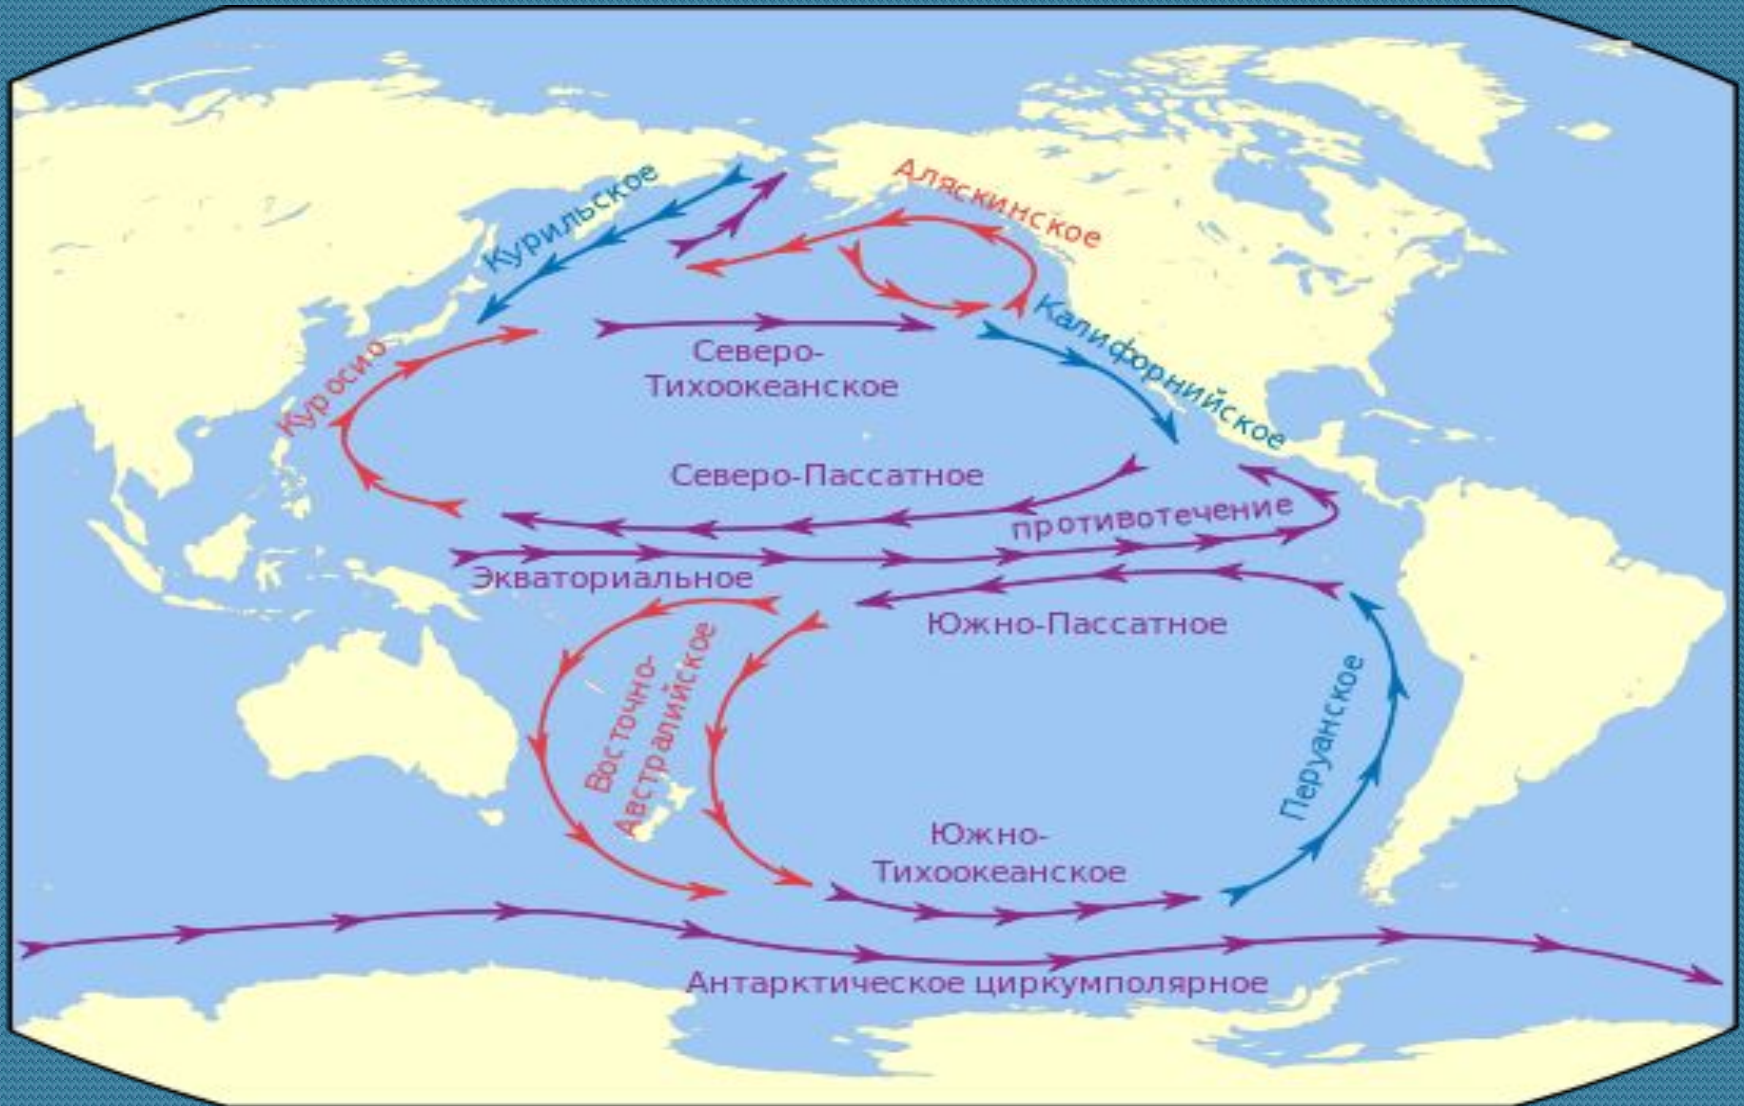 Курильское
Аляскинское
Калифорнийское
Куросио
Северо-
Тихоокеанское
Северо-Пассатное
противотечение
Экваториальное
Южно-Пассатное
Восточно-
Австралийское
Перуанское
Южно-
Тихоокеанское
Антарктическое циркумполярное